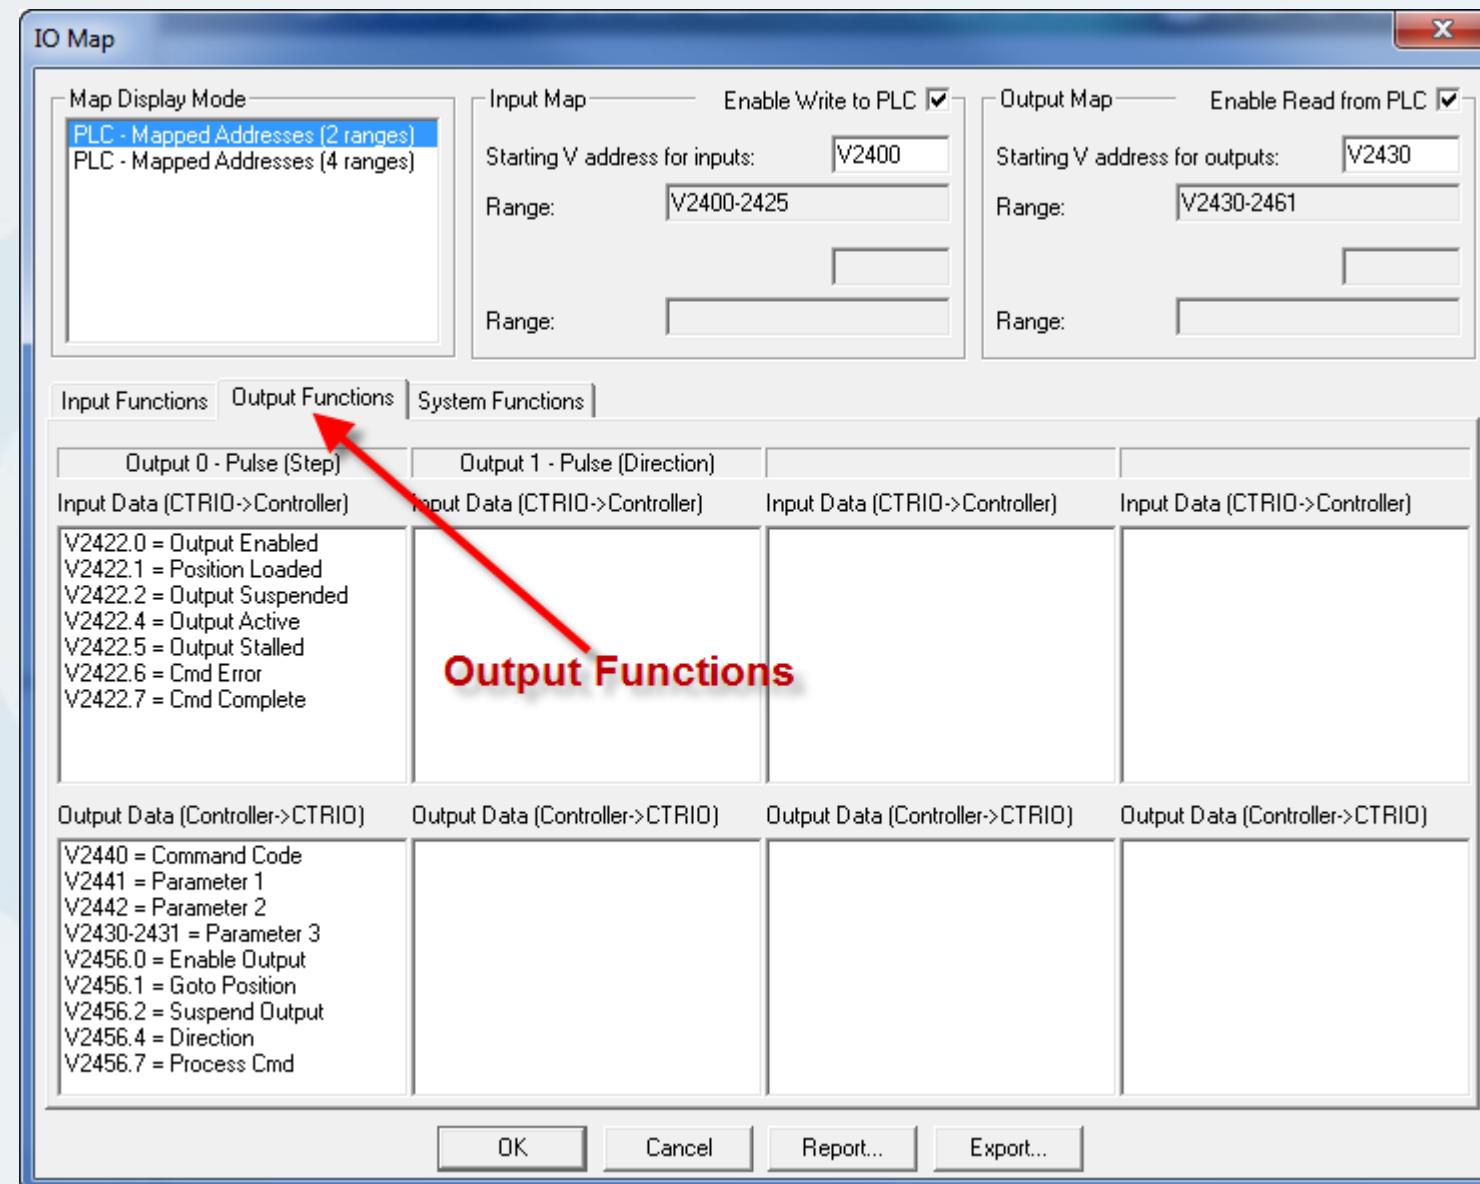 IO Map
x
Map Display Mode
PLC - Mapped Addresses (2 ranges)
PLC - Mapped Addresses (4 ranges)
Input Map
Enable Write to PLC
Starting V address for inputs:
V2400
Range:
V2400-2425
Range:
Output Map
Enable Read from PLC
Starting V address for outputs:
V2430
Range:
V2430-2461
Range:
Input Functions
Output Functions
System Functions
Output 0 - Pulse (Step)
Output 1 - Pulse (Direction)
Input Data (CTRIO->Controller)
Input Data (CTRIO->Controller)
Input Data (CTRIO->Controller)
Input Data (CTRIO->Controller)
V2422.0 = Output Enabled
V2422.1 = Position Loaded
V2422.2 = Output Suspended
V2422.4 = Output Active
V2422.5 = Output Stalled
V2422.6 = Cmd Error
V2422.7 = Cmd Complete
Output Functions
Output Data (Controller->CTRIO)
Output Data (Controller->CTRIO)
Output Data (Controller->CTRIO)
Output Data (Controller->CTRIO)
V2440 = Command Code
V2441 = Parameter 1
V2442 = Parameter 2
V2430-2431 = Parameter 3
V2456.0 = Enable Output
V2456.1 = Goto Position
V2456.2 = Suspend Output
V2456.4 = Direction
V2456.7 = Process Cmd
OK
Cancel
Report...
Export...